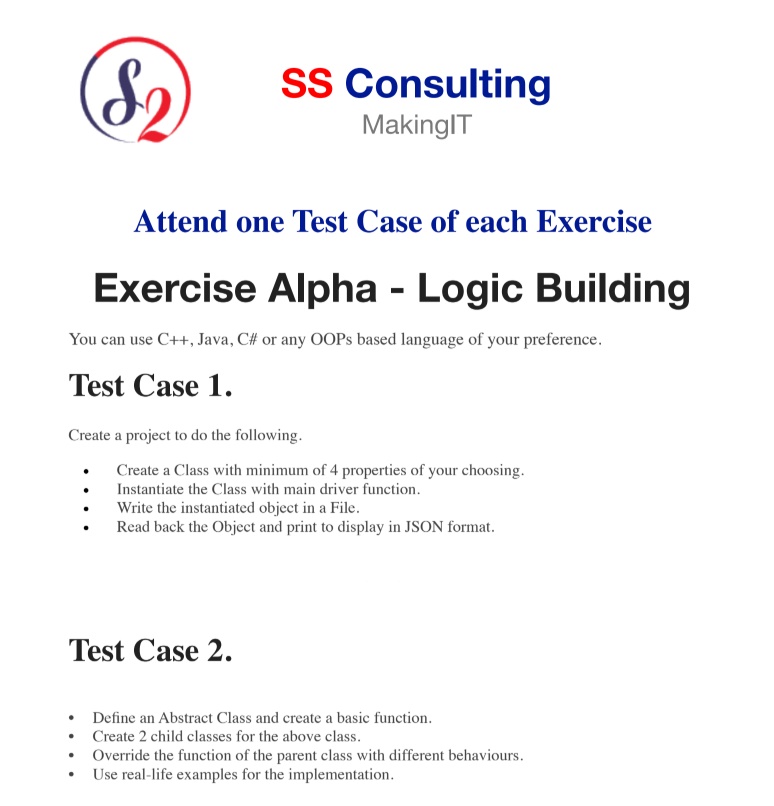 S2
SS Consulting
MakingIT
Attend one Test Case of each Exercise
Exercise Alpha - Logic Building
You can use C++, Java, C# or any OOPs based language of your preference.
Test Case 1.
Create a project to do the following.
• Create a Class with minimum of 4 properties of your choosing.
• Instantiate the Class with main driver function.
• Write the instantiated object in a File.
• Read back the Object and print to display in JSON format.
Test Case 2.
• Define an Abstract Class and create a basic function.
• Create 2 child classes for the above class.
• Override the function of the parent class with different behaviours.
• Use real-life examples for the implementation.